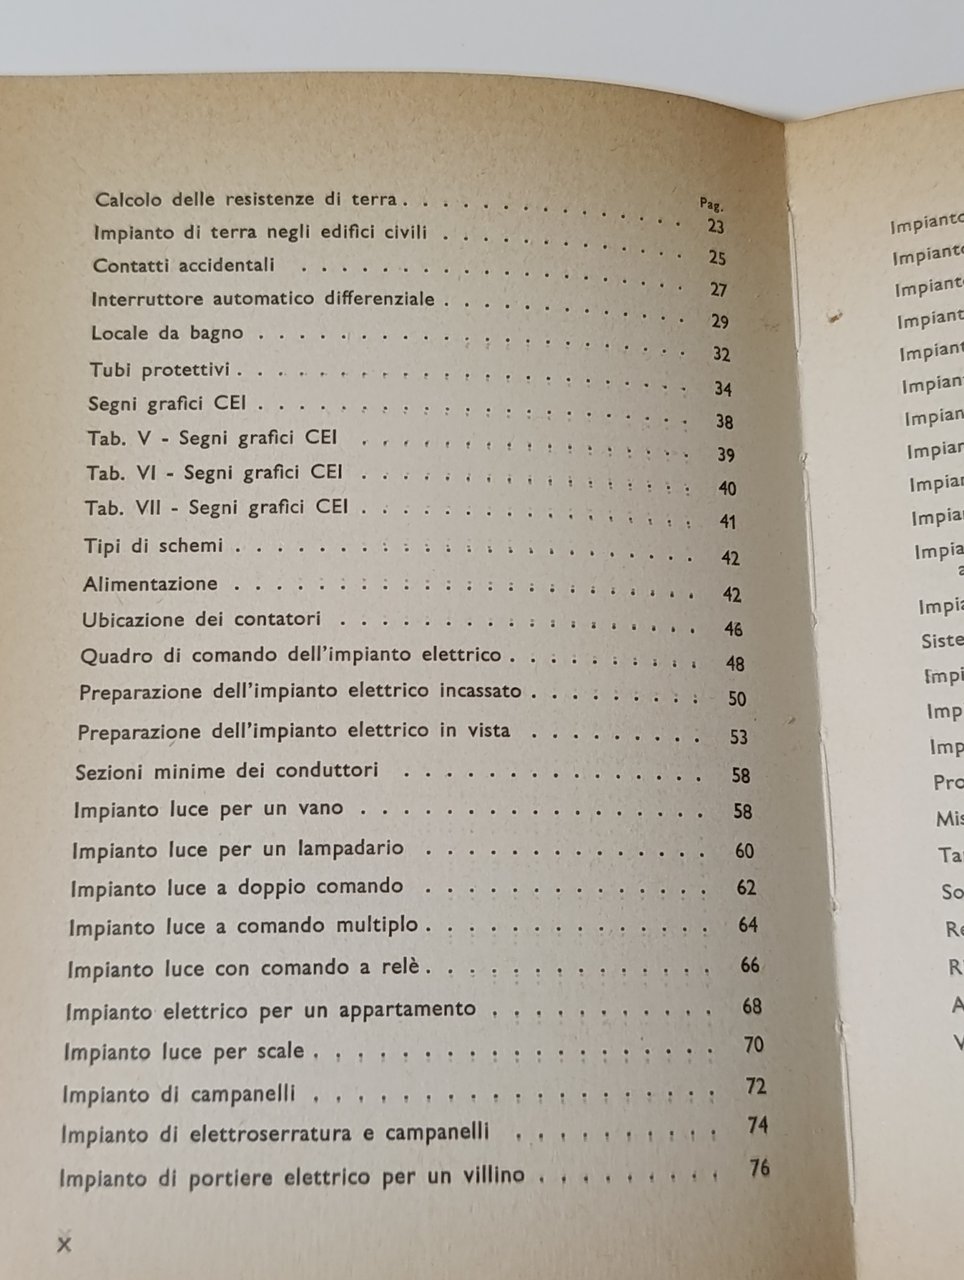 Pag.
Calcolo delle resistenze di terra . . . . . . . . . . . . . . 23
Impianto di terra negli edifici civili . . . . . . . . . . . . 25
Contatti accidentali . . . . . . . . . . . . . . . . . . . 27
Interruttore automatico differenziale . . . . . . . . . . . . 29
Locale da bagno . . . . . . . . . . . . . . . . . . . . . 32
Tubi protettivi . . . . . . . . . . . . . . . . . . . . . . 34
Segni grafici CEI . . . . . . . . . . . . . . . . . . . . . 38
Tab. V - Segni grafici CEI . . . . . . . . . . . . . . . . 39
Tab. VI - Segni grafici CEI . . . . . . . . . . . . . . . . 40
Tab. VII - Segni grafici CEI . . . . . . . . . . . . . . . . 41
Tipi di schemi . . . . . . . . . . . . . . . . . . . . . . 42
Alimentazione . . . . . . . . . . . . . . . . . . . . . . 42
Ubicazione dei contatori . . . . . . . . . . . . . . . . . 46
Quadro di comando dell'impianto elettrico . . . . . . . . . 48
Preparazione dell'impianto elettrico incassato . . . . . . . . 50
Preparazione dell'impianto elettrico in vista . . . . . . . . 53
Sezioni minime dei conduttori . . . . . . . . . . . . . . 58
Impianto luce per un vano . . . . . . . . . . . . . . . . 58
Impianto luce per un lampadario . . . . . . . . . . . . . 60
Impianto luce a doppio comando . . . . . . . . . . . . . 62
Impianto luce a comando multiplo . . . . . . . . . . . . . 64
Impianto luce con comando a relè . . . . . . . . . . . . . 66
Impianto elettrico per un appartamento . . . . . . . . . . 68
Impianto luce per scale . . . . . . . . . . . . . . . . . . 70
Impianto di campanelli . . . . . . . . . . . . . . . . . . 72
Impianto di elettroserratura e campanelli . . . . . . . . . 74
Impianto di portiere elettrico per un villino . . . . . . . . 76
X